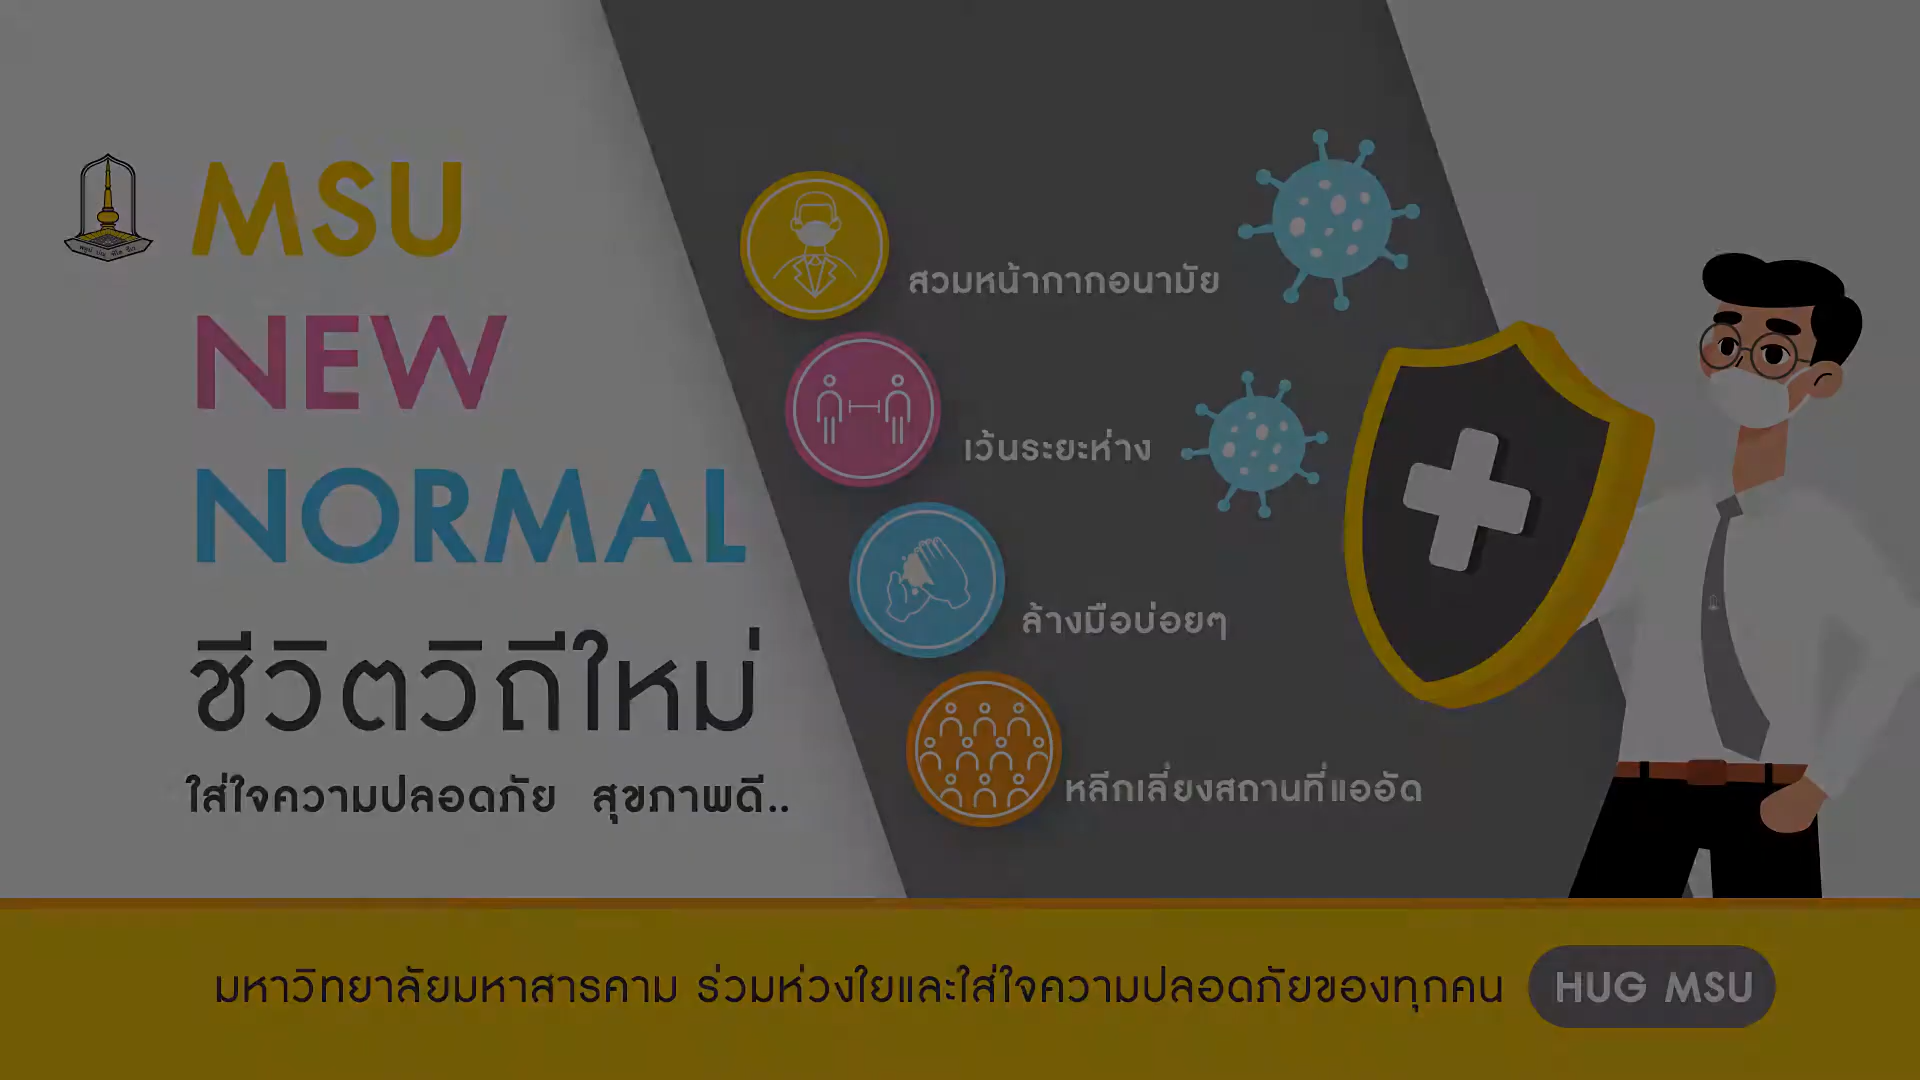 MSU
NEW
NORMAL
ชีวิตวิถีใหม่
ใส่ใจความปลอดภัย สุขภาพดี..
สวมหน้ากากอนามัย
เว้นระยะห่าง
ล้างมือบ่อยๆ
หลีกเลี่ยงสถานที่แออัด
มหาวิทยาลัยมหาสารคาม ร่วมห่วงใยและใส่ใจความปลอดภัยของทุกคน
HUG MSU